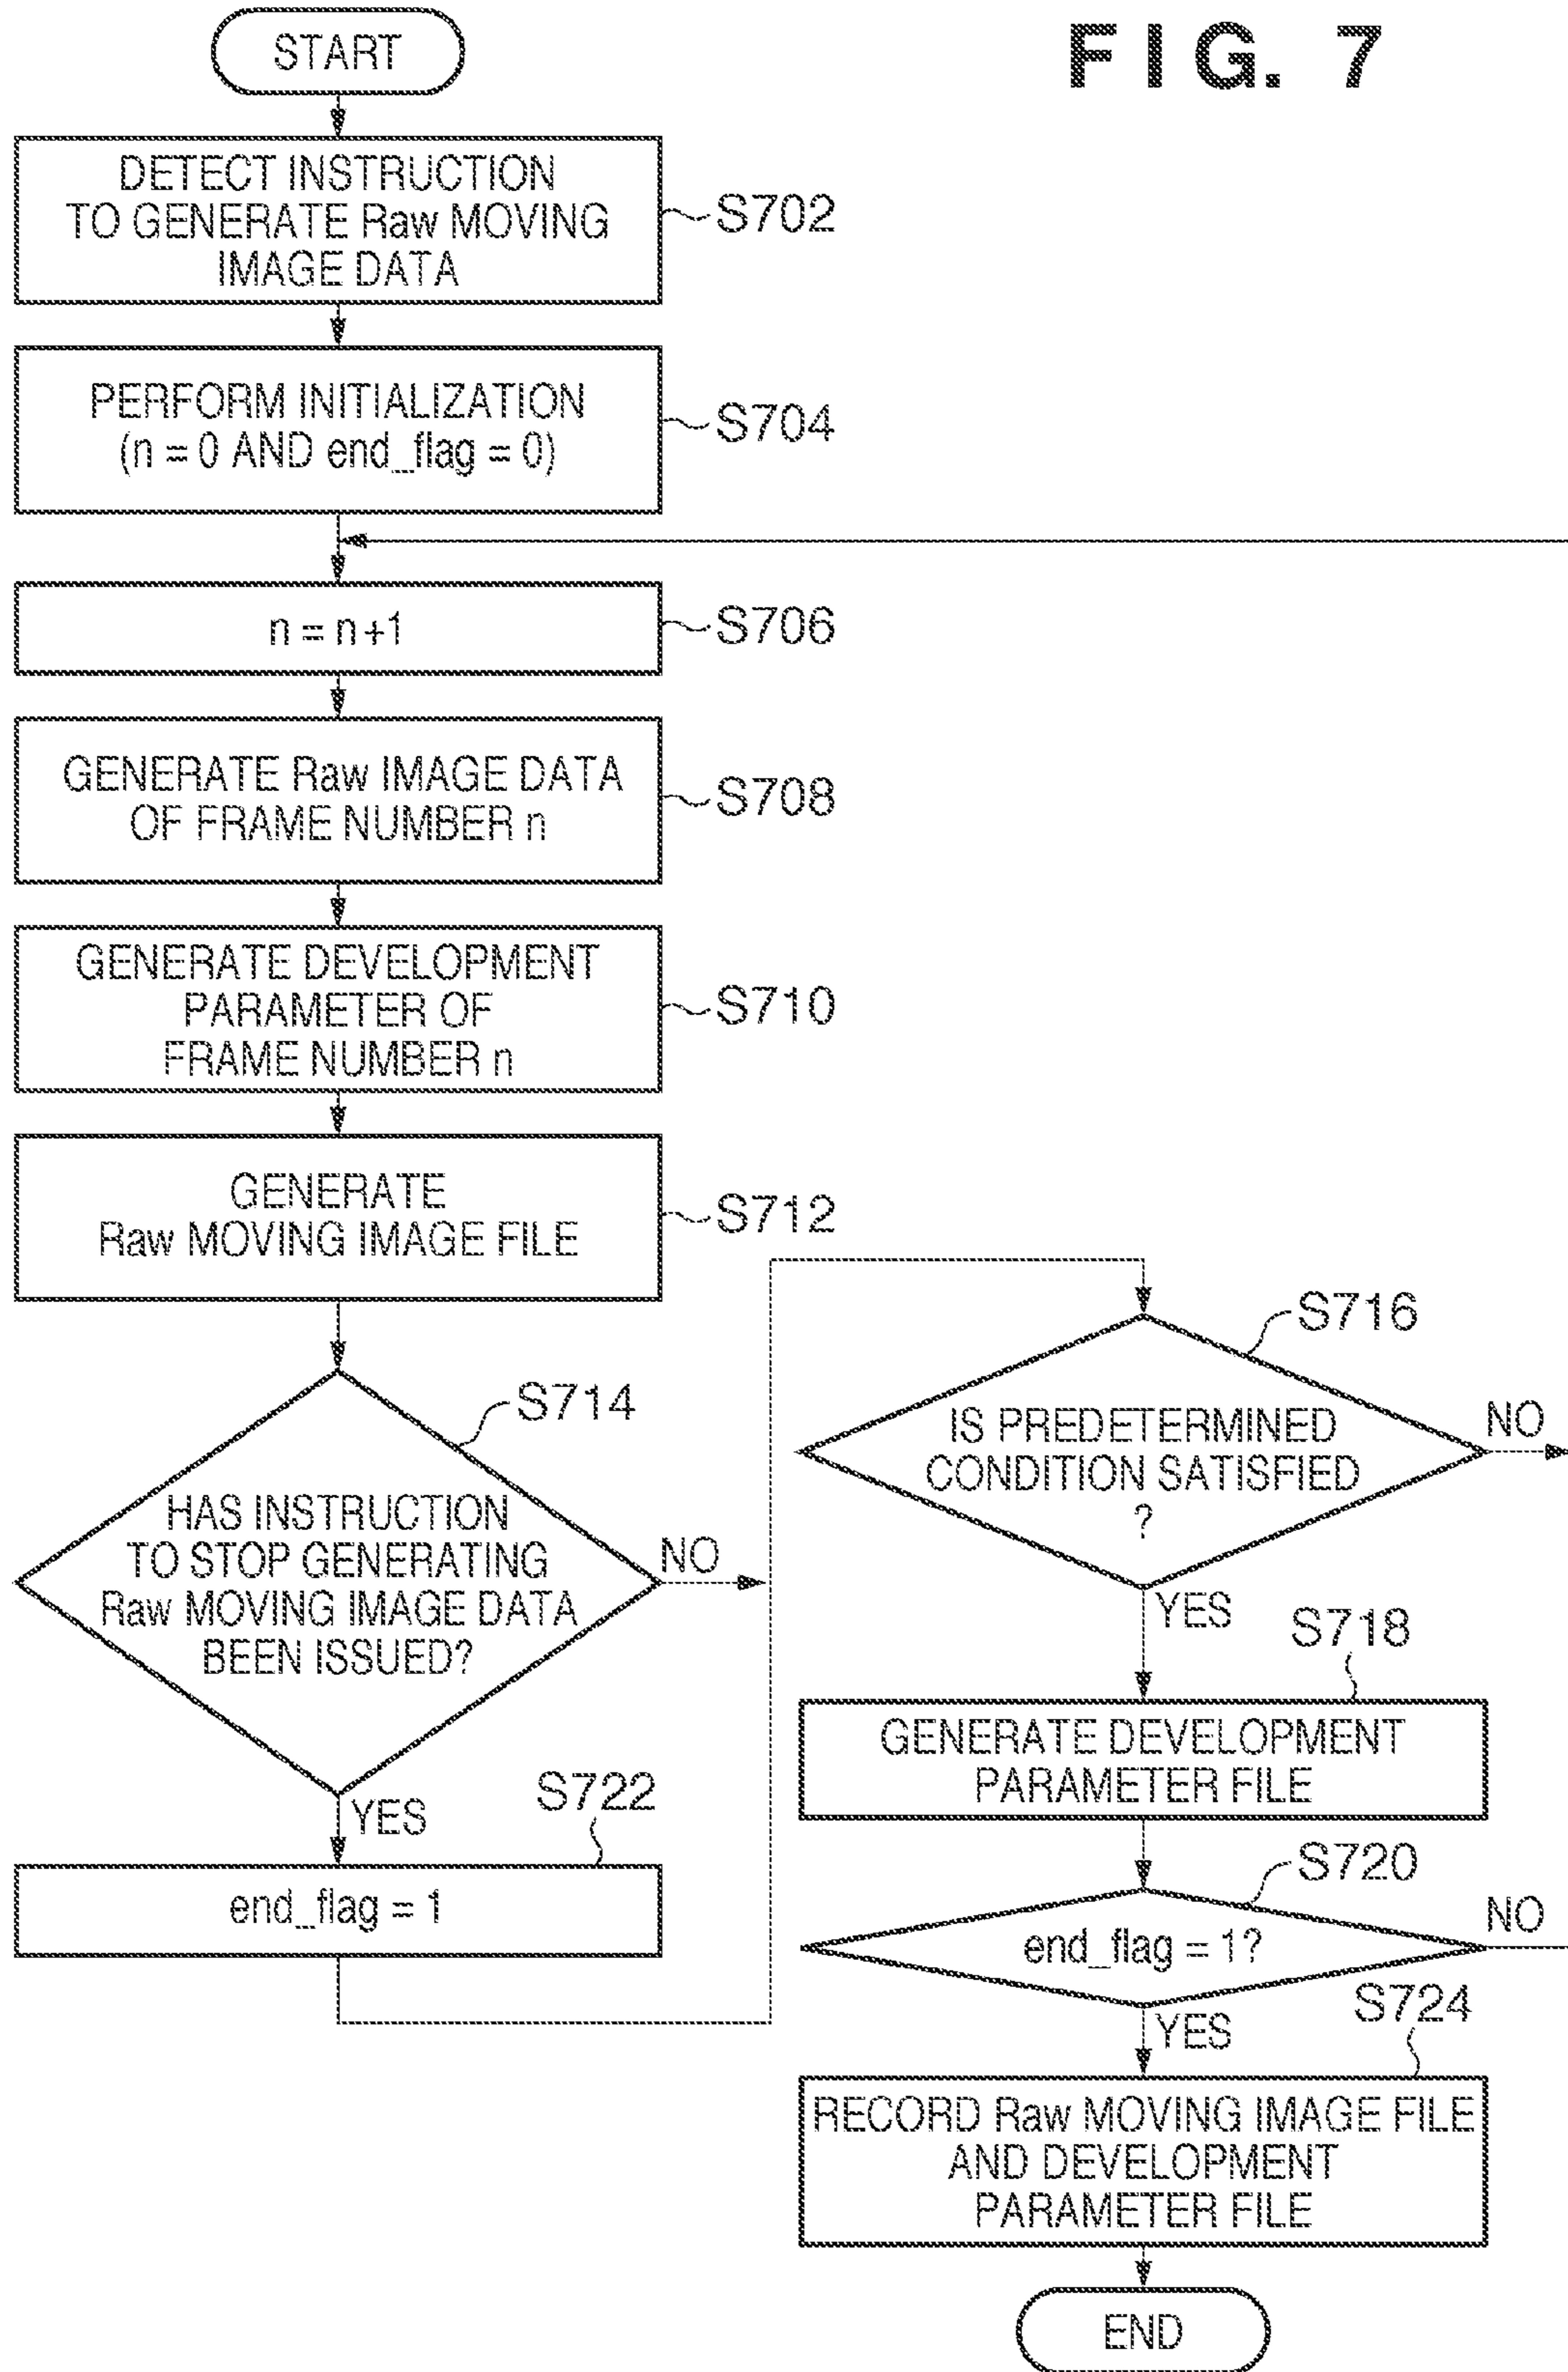 FIG. 7
START
DETECT INSTRUCTION
TO GENERATE Raw MOVING
IMAGE DATA
S702
PERFORM INITIALIZATION
(n = 0 AND end_flag = 0)
S704
n = n+1
S706
GENERATE Raw IMAGE DATA
OF FRAME NUMBER n
S708
GENERATE DEVELOPMENT
PARAMETER OF
FRAME NUMBER n
S710
GENERATE
Raw MOVING IMAGE FILE
S712
S714
HAS INSTRUCTION
TO STOP GENERATING
Raw MOVING IMAGE DATA
BEEN ISSUED?
NO
YES
S722
end_flag = 1
S716
IS PREDETERMINED
CONDITION SATISFIED
?
NO
YES
S718
GENERATE DEVELOPMENT
PARAMETER FILE
S720
end_flag = 1?
NO
YES
S724
RECORD Raw MOVING IMAGE FILE
AND DEVELOPMENT
PARAMETER FILE
END